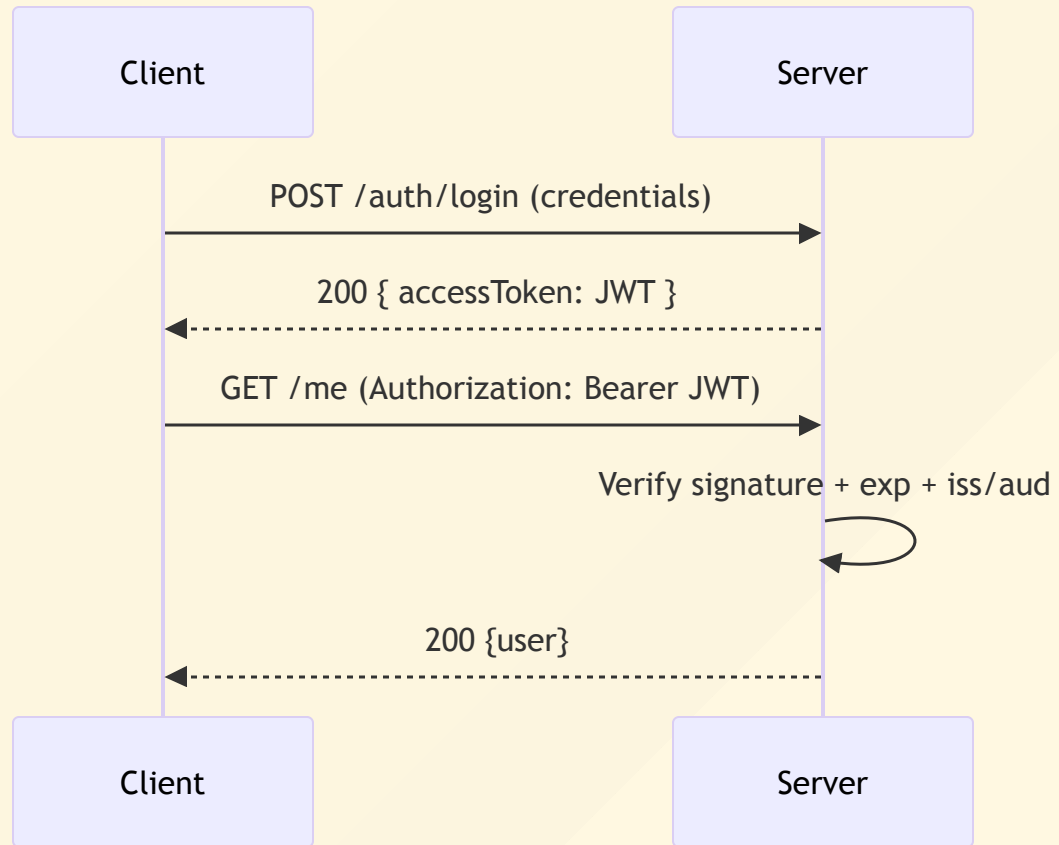 Client
Server
POST /auth/login (credentials)
200 { accessToken: JWT }
GET /me (Authorization: Bearer JWT)
Verify signature + exp + iss/aud
200 {user}
Client
Server